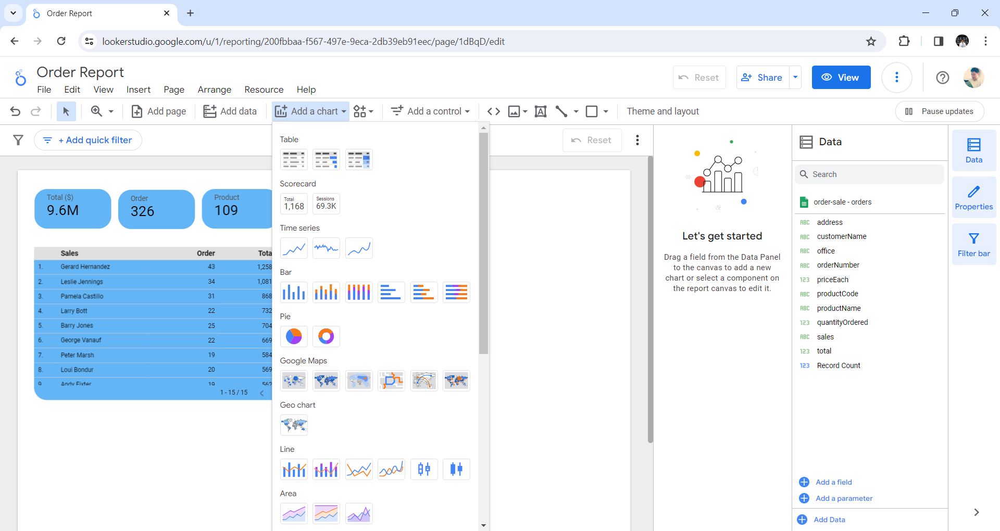 Order Report
lookerstudio.google.com/u/1/reporting/200fbbaa-f567-497e-9eca-2db39eb91eec/page/1dBqD/edit
Order Report
File Edit View Insert Page Arrange Resource Help
Reset
Share
View
Add page
Add data
Add a chart
Add a control
Theme and layout
Pause updates
+ Add quick filter
Reset
Total ($)
9.6M
Order
326
Product
109
Sales Order Tota
1. Gerard Hernandez 43 1,258
2. Leslie Jennings 34 1,081
3. Pamela Castillo 31 868
4. Larry Bott 22 732
5. Barry Jones 25 704
6. George Vanauf 22 669
7. Peter Marsh 19 584
8. Loui Bondur 20 569
9. Andy Fixter 19 562
1 - 15 / 15
Table
Scorecard
Total
1,168
Sessions
69.3K
Time series
Bar
Pie
Google Maps
Geo chart
Line
Area
Let's get started
Drag a field from the Data Panel
to the canvas to add a new
chart or select a component on
the report canvas to edit it.
Data
Search
order-sale - orders
ABC address
ABC customerName
ABC office
ABC orderNumber
123 priceEach
ABC productCode
ABC productName
123 quantityOrdered
ABC sales
123 total
123 Record Count
Add a field
Add a parameter
Add Data
Data
Properties
Filter bar